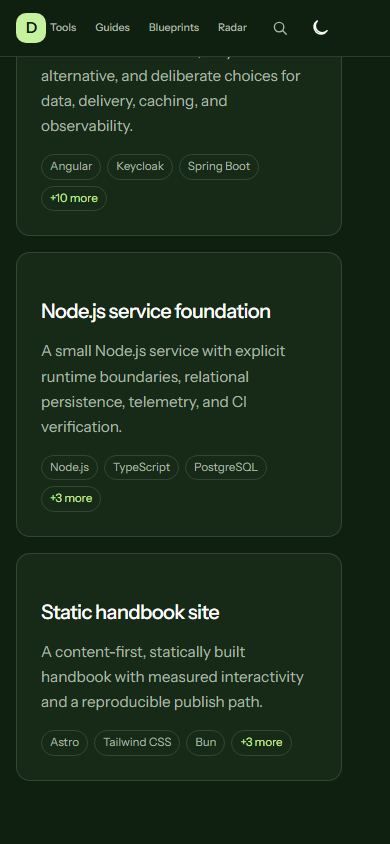 D Tools Guides Blueprints Radar
alternative, and deliberate choices for
data, delivery, caching, and
observability.
Angular Keycloak Spring Boot
+10 more
Node.js service foundation
A small Node.js service with explicit
runtime boundaries, relational
persistence, telemetry, and CI
verification.
Node.js TypeScript PostgreSQL
+3 more
Static handbook site
A content-first, statically built
handbook with measured interactivity
and a reproducible publish path.
Astro Tailwind CSS Bun +3 more